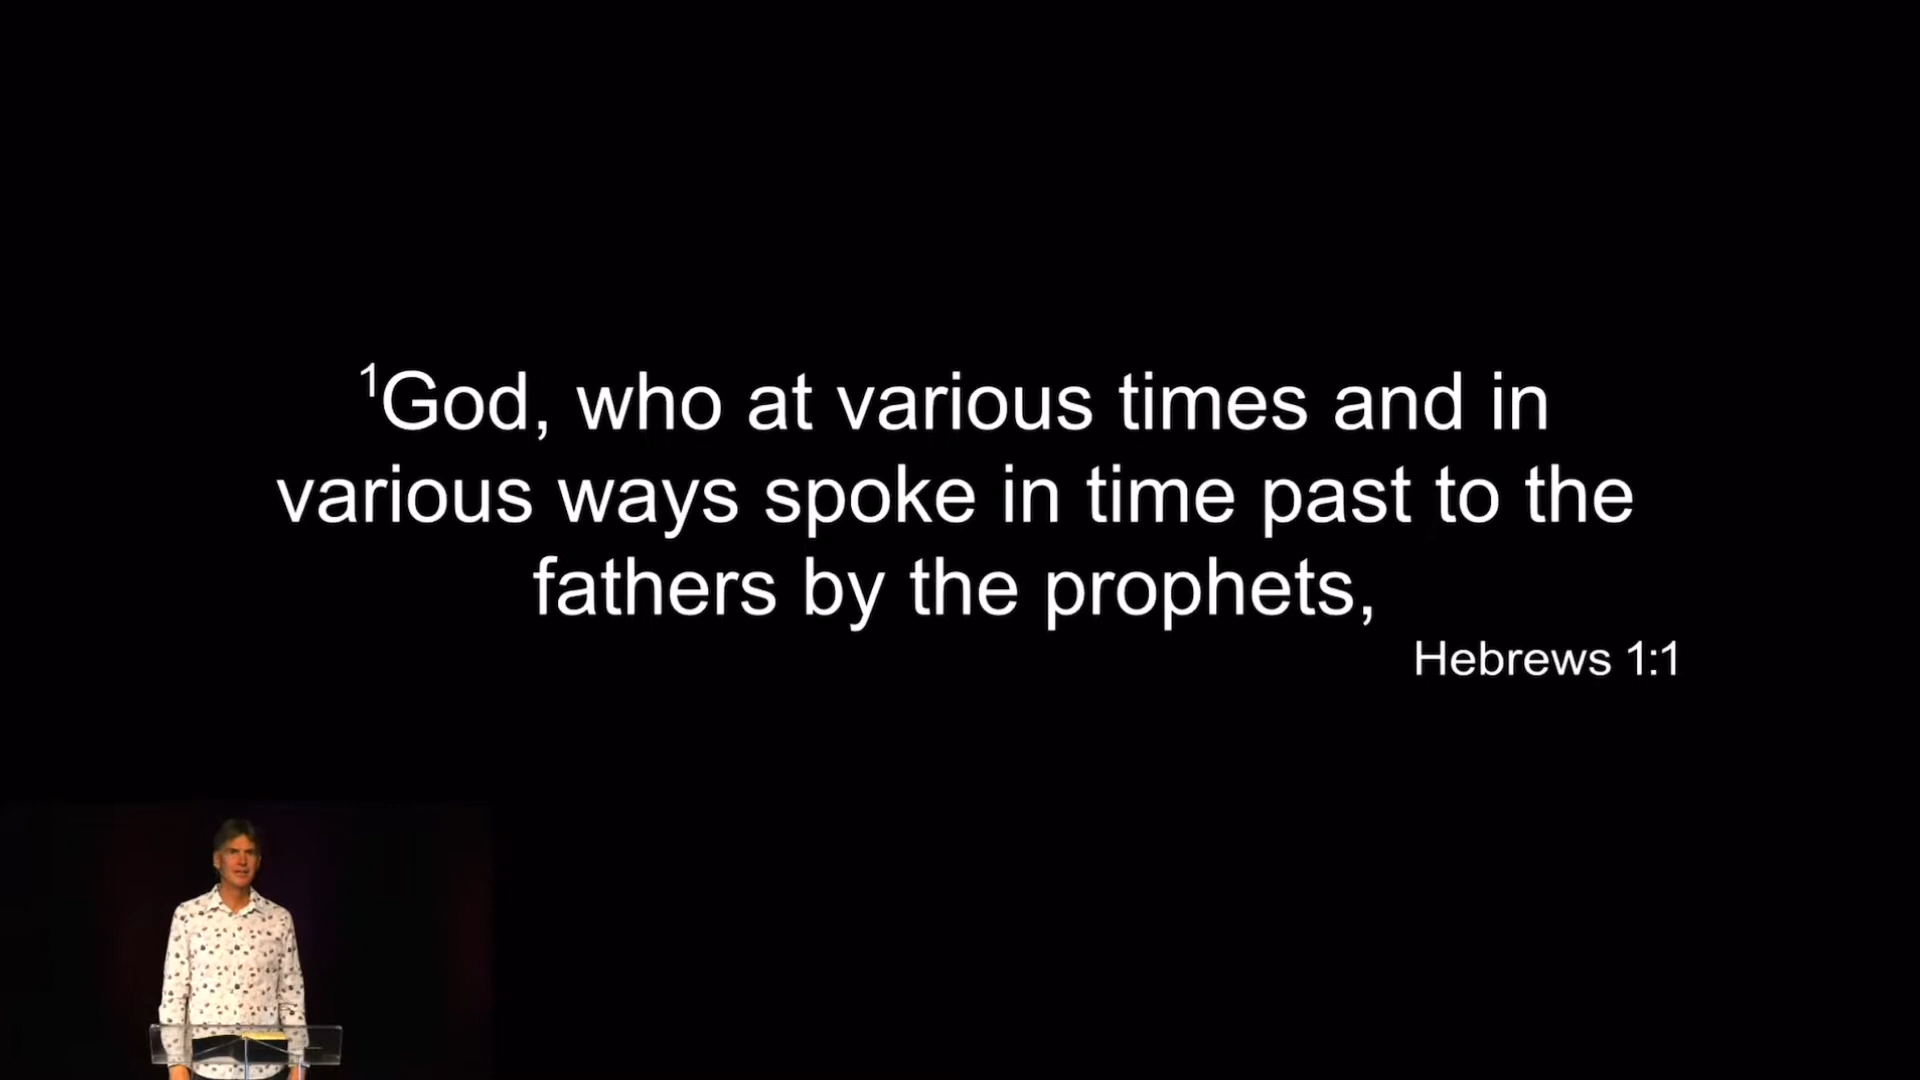 ¹God, who at various times and in
various ways spoke in time past to the
fathers by the prophets,
Hebrews 1:1